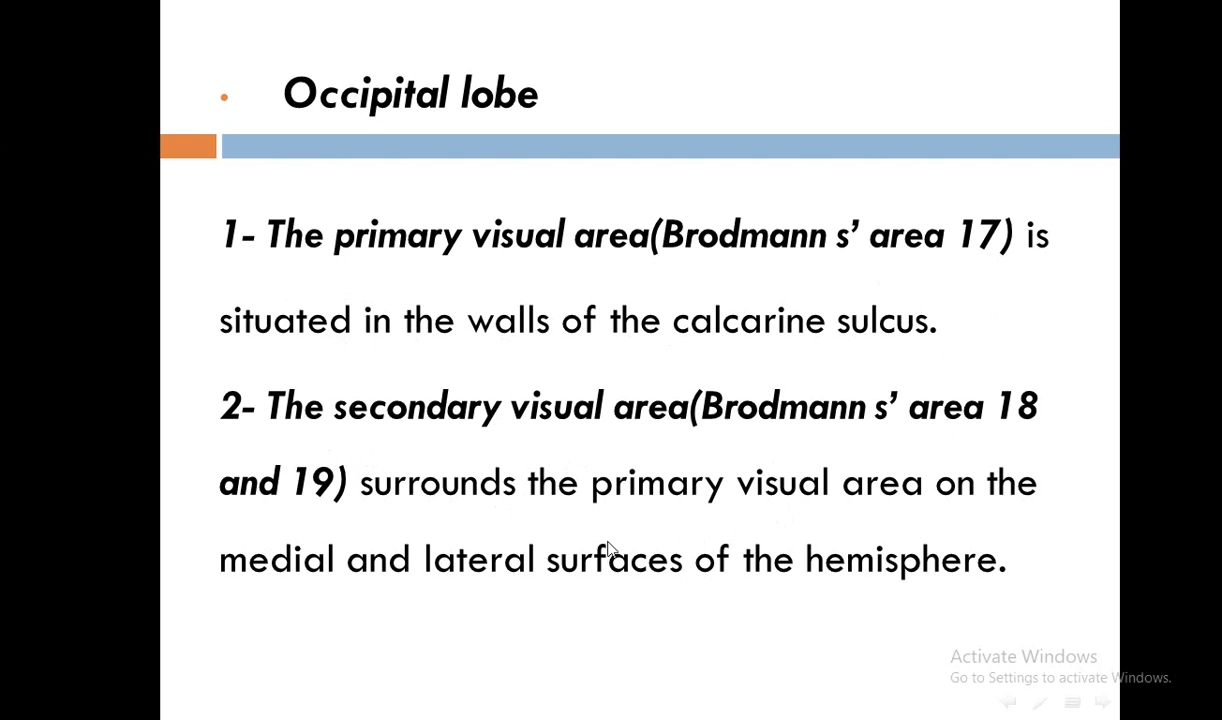 • Occipital lobe
1- The primary visual area(Brodmann s’ area 17) is
situated in the walls of the calcarine sulcus.
2- The secondary visual area(Brodmann s’ area 18
and 19) surrounds the primary visual area on the
medial and lateral surfaces of the hemisphere.
Activate Windows
Go to Settings to activate Windows.